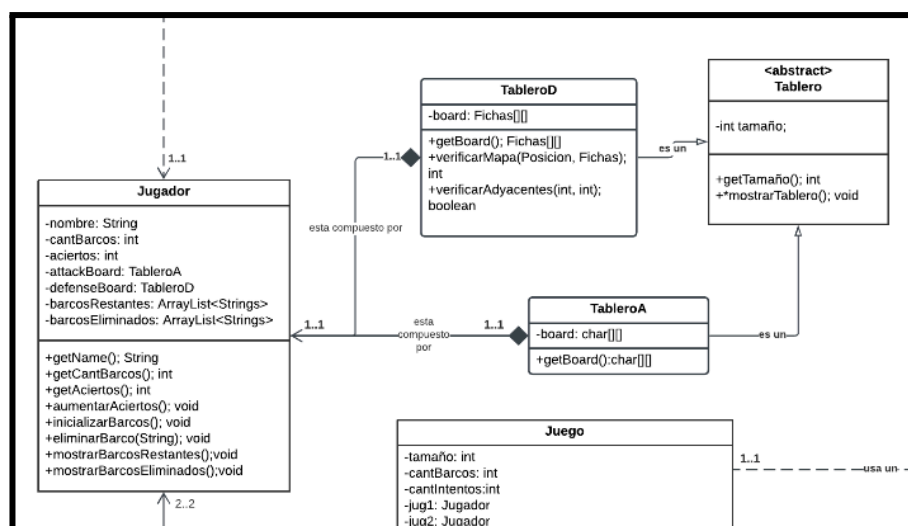 1..1
Jugador
-nombre: String
-cantBarcos: int
-aciertos: int
-attackBoard: TableroA
-defenseBoard: TableroD
-barcosRestantes: ArrayList<Strings>
-barcosEliminados: ArrayList<Strings>
+getName(); String
+getCantBarcos(); int
+getAciertos(); int
+aumentarAciertos(); void
+inicializarBarcos(); void
+eliminarBarco(String); void
+mostrarBarcosRestantes();void
+mostrarBarcosEliminados();void
2..2
1..1
esta compuesto por
1..1
esta
compuesto
por
1..1
TableroD
-board: Fichas[][]
+getBoard(); Fichas[][]
+verificarMapa(Posicion, Fichas);
int
+verificarAdyacentes(int, int);
boolean
es un
<abstract>
Tablero
-int tamaño;
+getTamaño(); int
+*mostrarTablero(); void
TableroA
-board: char[][]
+getBoard():char[][]
es un
Juego
-tamaño: int
-cantBarcos: int
-cantIntentos:int
-jug1: Jugador
-jug2: Jugador
1..1
usa un